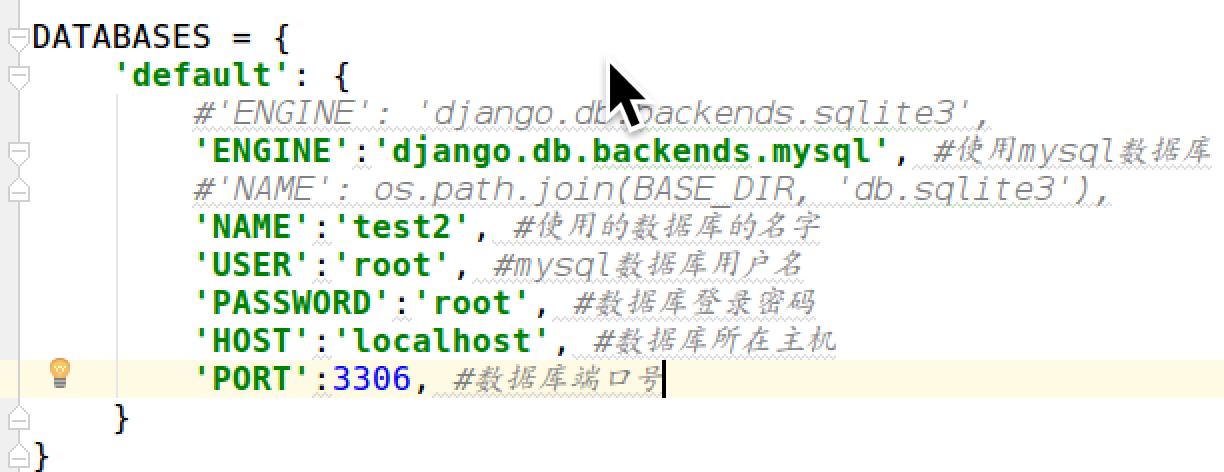 DATABASES = {
'default': {
#'ENGINE': 'django.db.backends.sqlite3',
'ENGINE':'django.db.backends.mysql', #使用mysql数据库
#'NAME': os.path.join(BASE_DIR, 'db.sqlite3'),
'NAME':'test2', #使用的数据库的名字
'USER':'root', #mysql数据库用户名
'PASSWORD':'root', #数据库登录密码
'HOST':'localhost', #数据库所在主机
'PORT':3306, #数据库端口号
}
}